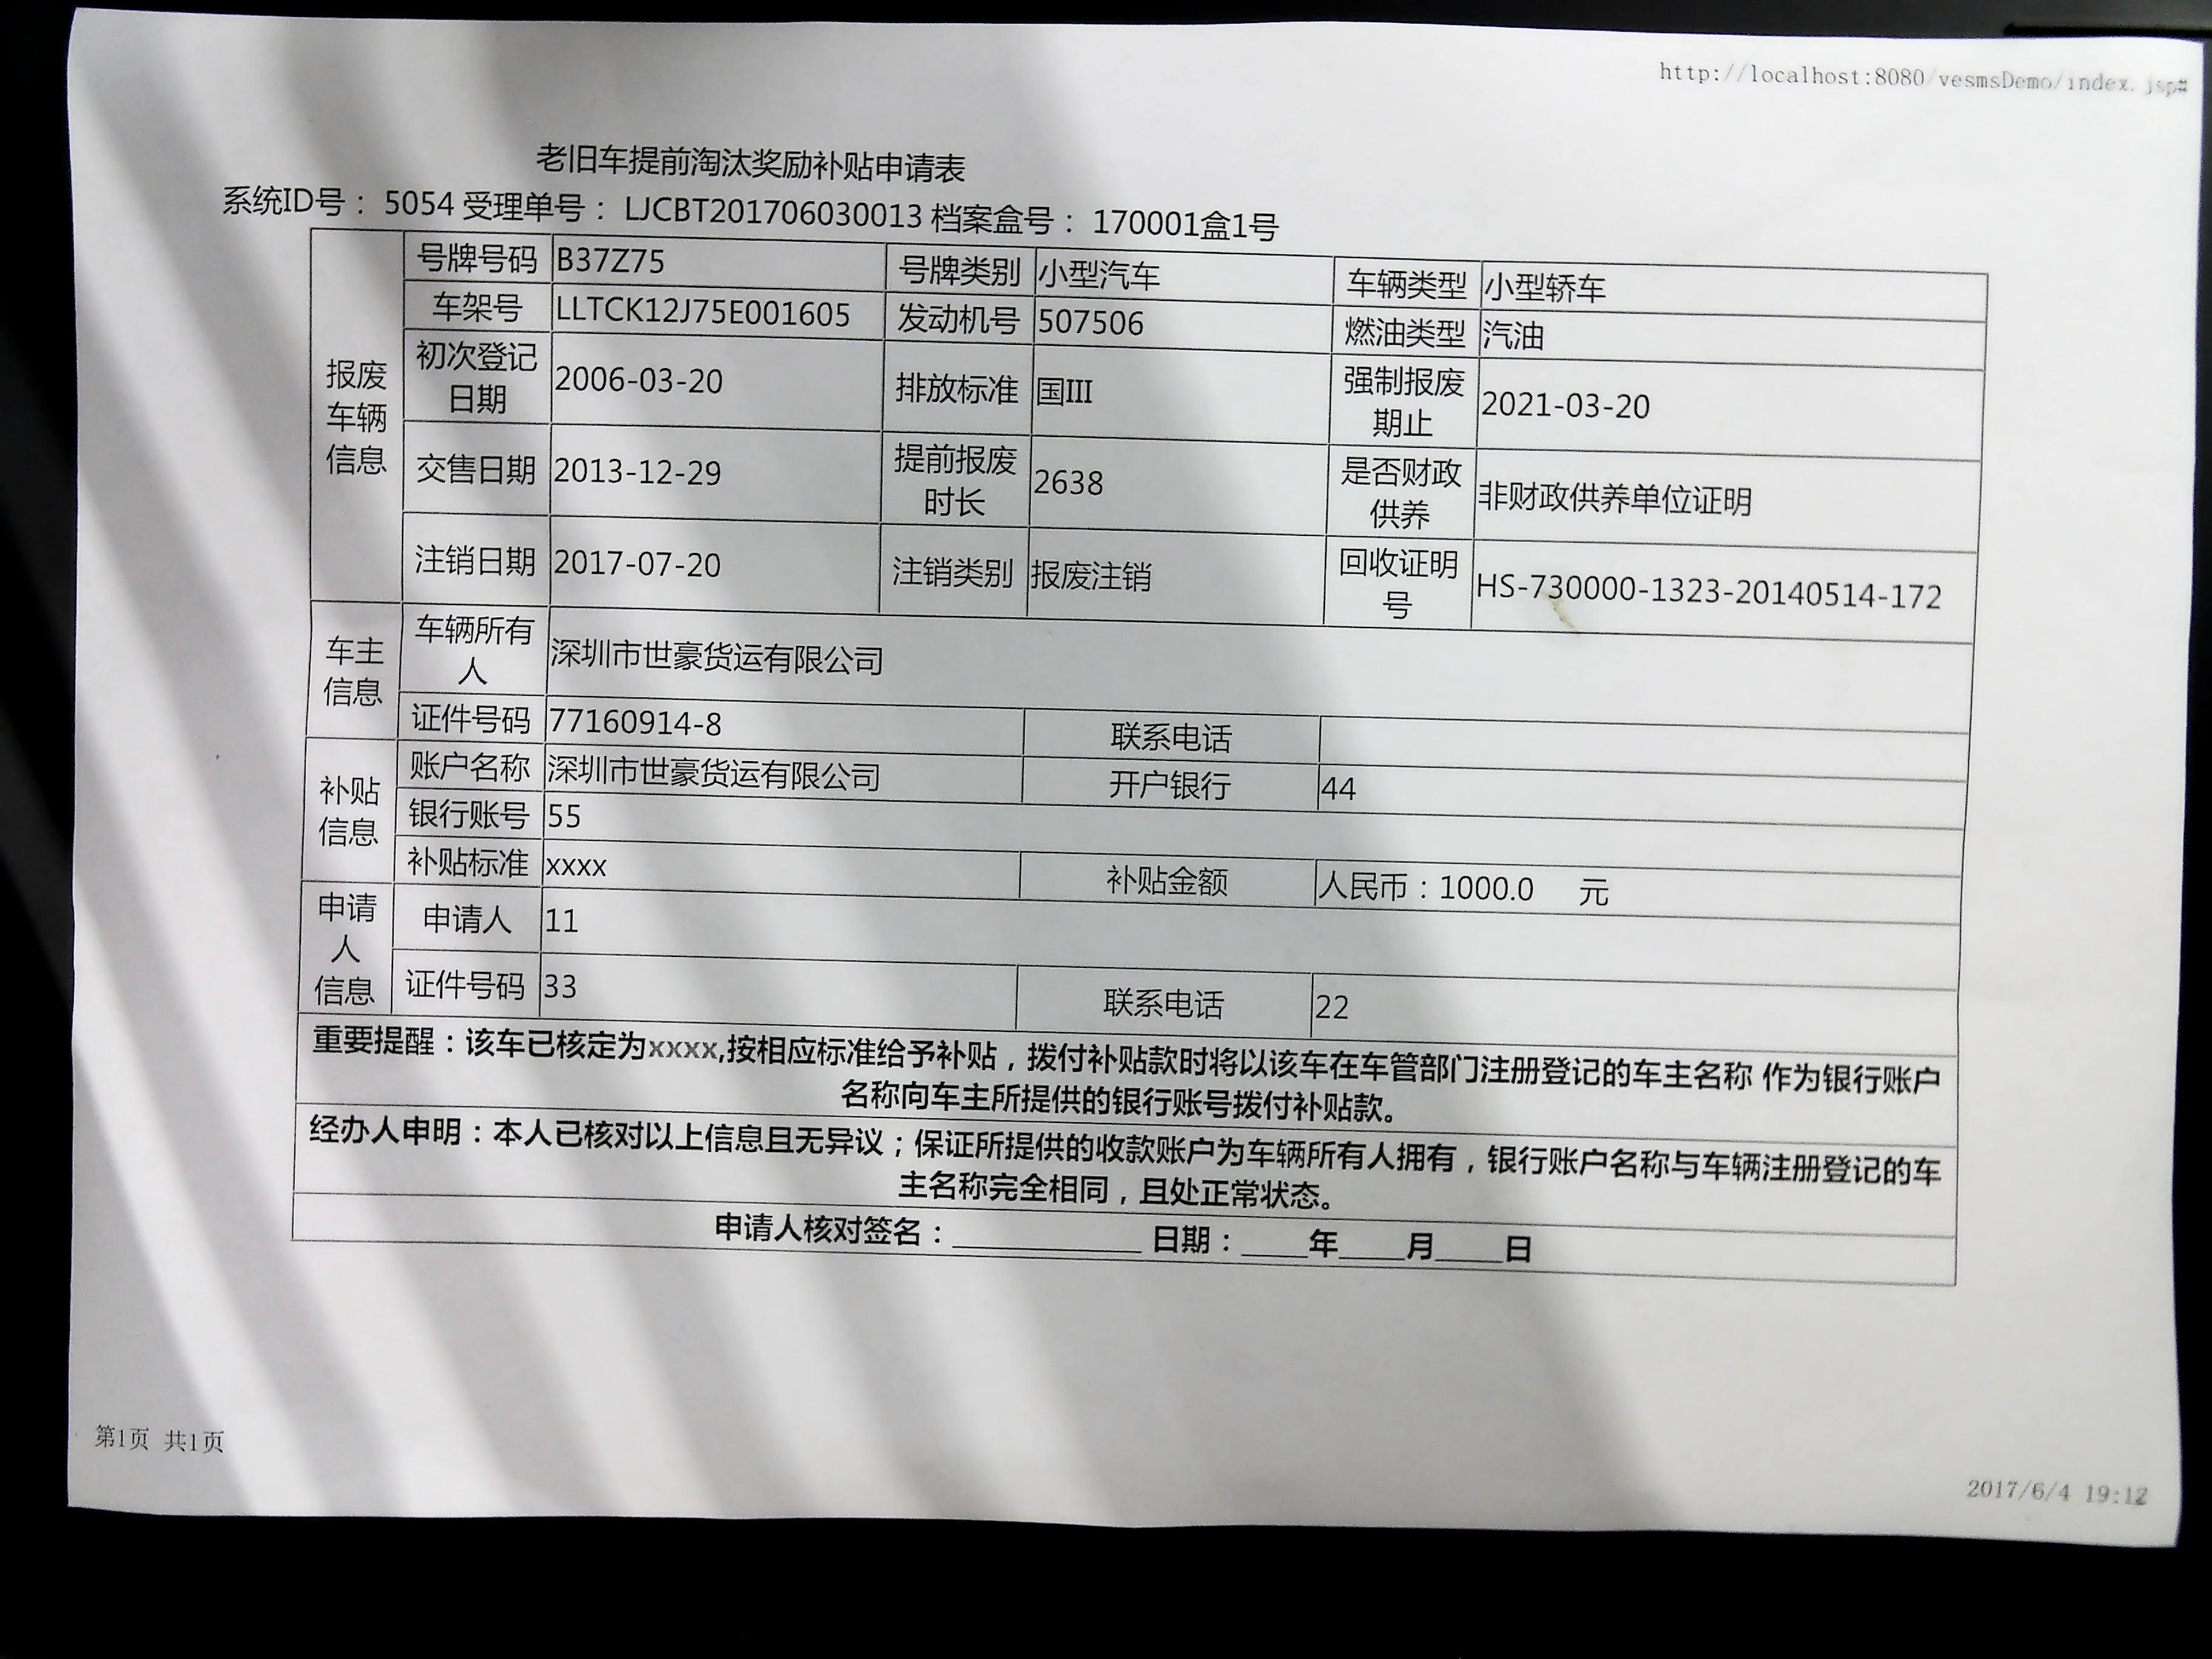 http://localhost:8080/vesmsDemo/index.jsp#
老旧车提前淘汰奖励补贴申请表
系统ID号： 5054 受理单号： LJCBT201706030013 档案盒号： 170001盒1号
报废车辆信息
号牌号码 B37Z75 号牌类别 小型汽车 车辆类型 小型轿车
车架号 LLTCK12J75E001605 发动机号 507506 燃油类型 汽油
初次登记日期 2006-03-20 排放标准 国III 强制报废期止 2021-03-20
交售日期 2013-12-29 提前报废时长 2638 是否财政供养 非财政供养单位证明
注销日期 2017-07-20 注销类别 报废注销 回收证明号 HS-730000-1323-20140514-172
车主信息
车辆所有人 深圳市世豪货运有限公司
证件号码 77160914-8 联系电话
补贴信息
账户名称 深圳市世豪货运有限公司 开户银行 44
银行账号 55
补贴标准 xxxx 补贴金额 人民币：1000.0 元
申请人信息
申请人 11
证件号码 33 联系电话 22
重要提醒：该车已核定为xxxx,按相应标准给予补贴，拨付补贴款时将以该车在车管部门注册登记的车主名称 作为银行账户
名称向车主所提供的银行账号拨付补贴款。
经办人申明：本人已核对以上信息且无异议；保证所提供的收款账户为车辆所有人拥有，银行账户名称与车辆注册登记的车
主名称完全相同，且处正常状态。
申请人核对签名：____________ 日期：____年____月____日
第1页 共1页
2017/6/4 19:12